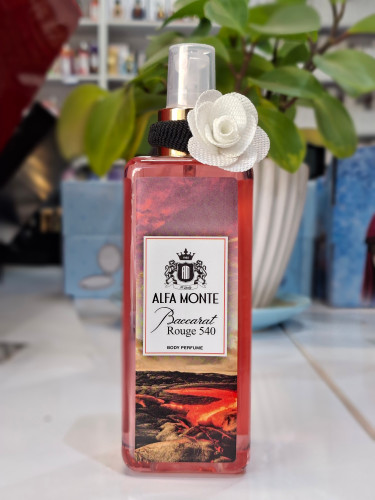 ALFA MONTE
Baccarat
Rouge 540
BODY PERFUME